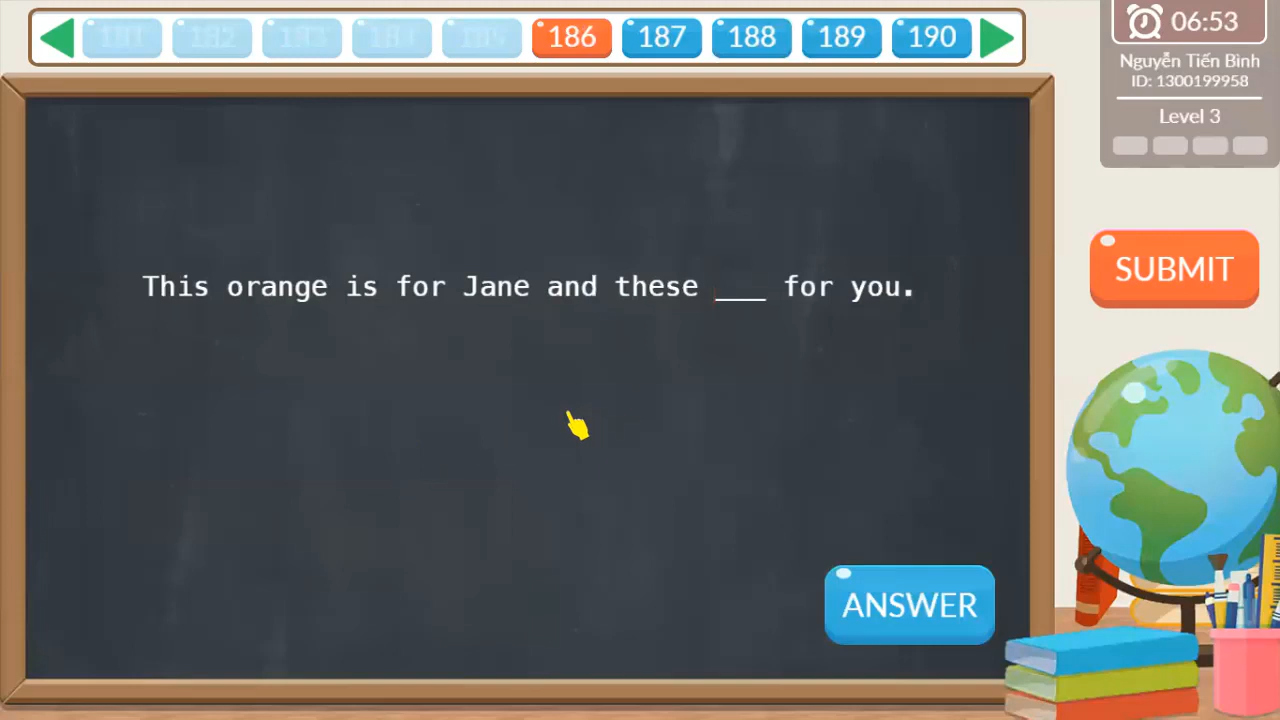 186 187 188 189 190
06:53
Nguyễn Tiến Bình
ID: 1300199958
Level 3
This orange is for Jane and these ___ for you.
SUBMIT
ANSWER